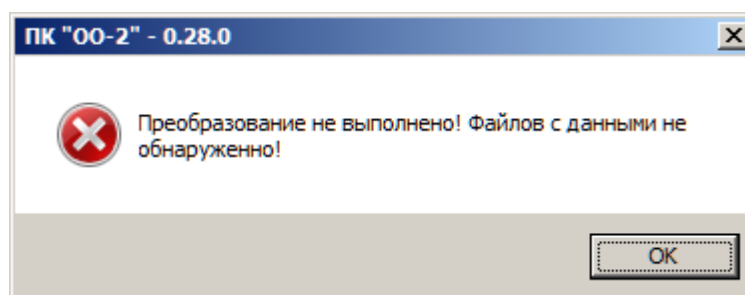 ПК "ОО-2" - 0.28.0
Преобразование не выполнено! Файлов с данными не
обнаруженно!
OK